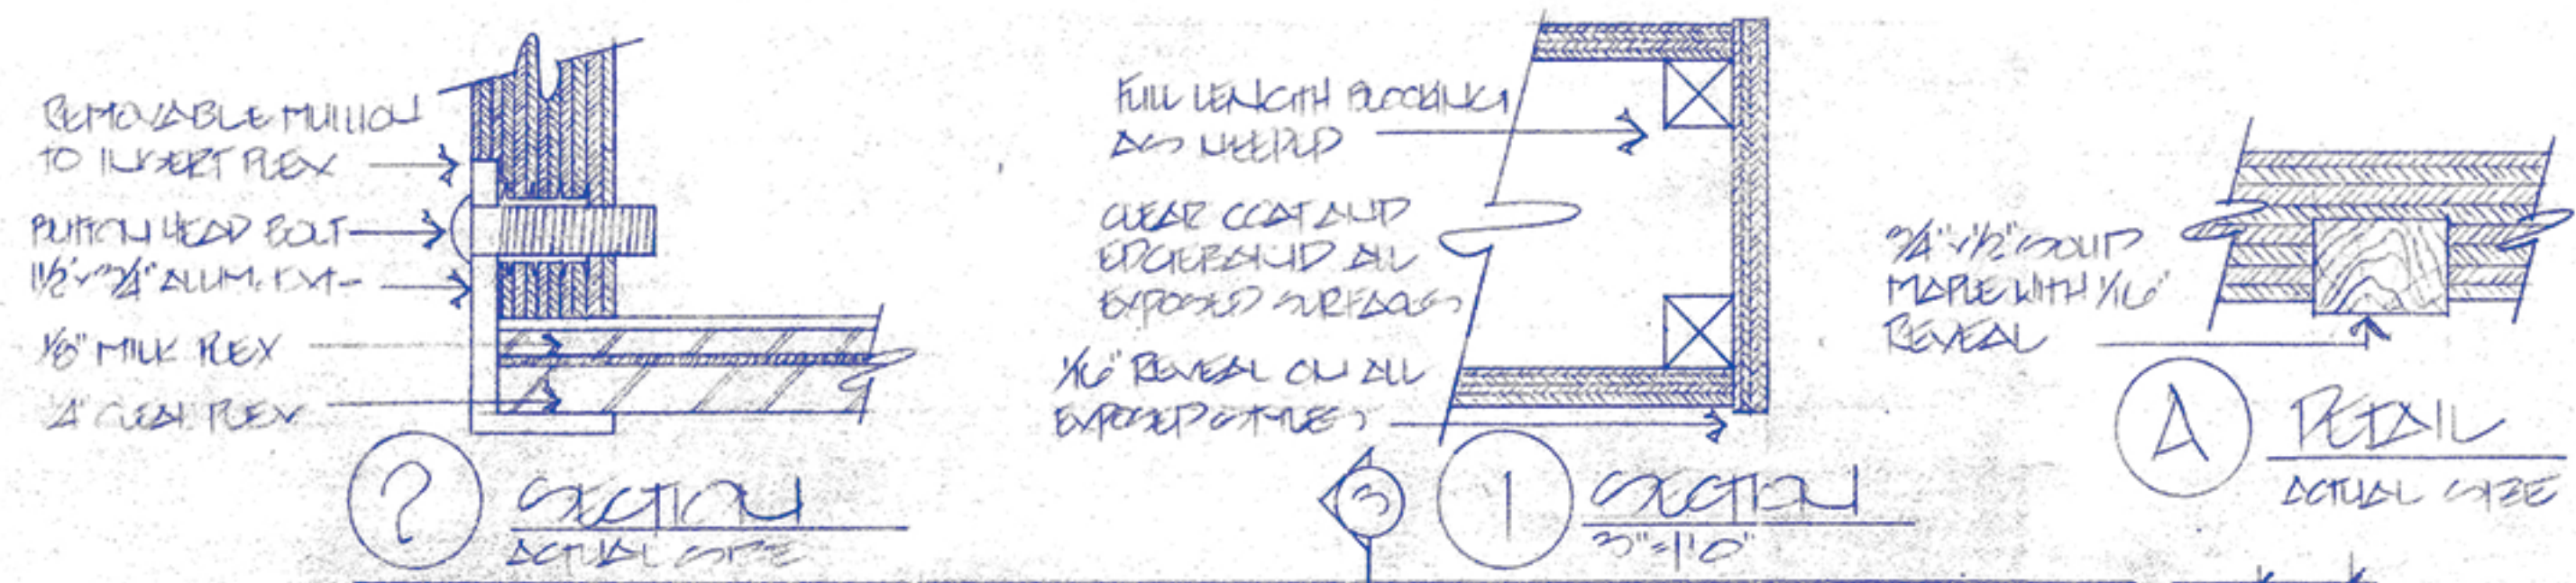 REMOVABLE MULLION
TO INSERT PLEX
BUTTON HEAD BOLT
1 1/2" x 3/4" ALUM. EXT-
1/8" MILK PLEX
1/4" CLEAR PLEX
2 SECTION
ACTUAL SIZE
FULL LENGTH BLOCKING
AS NEEDED
CLEAR COAT AND
EDGEBAND ALL
EXPOSED SURFACES
1/16" REVEAL ON ALL
EXPOSED STYLES
3
1 SECTION
3"=1'0"
3/4" x 1/2" SOLID
MAPLE WITH 1/16"
REVEAL
A DETAIL
ACTUAL SIZE